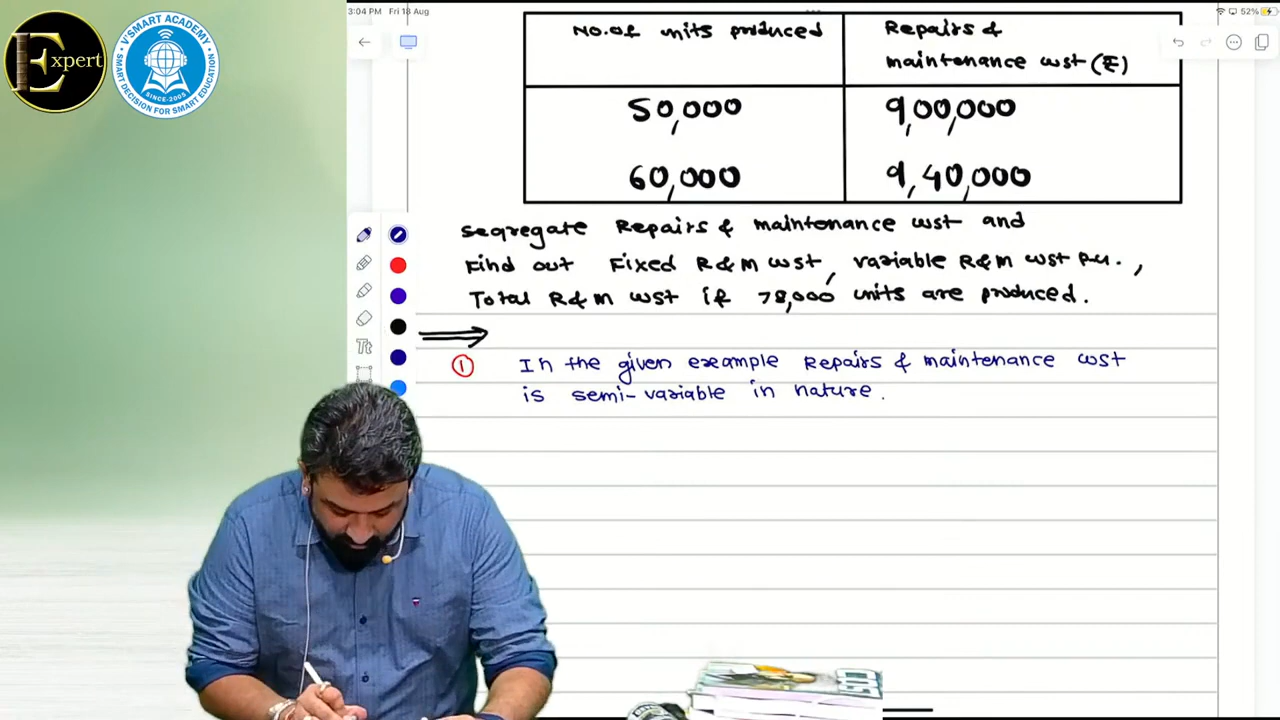 3:04 PM Fri 18 Aug
52%
Expert
V SMART ACADEMY
SINCE-2005
SMART DECISION FOR SMART EDUCATION
No. of units produced
Repairs &
maintenance cost (₹)
50,000
9,00,000
60,000
9,40,000
segregate Repairs & maintenance cost and
Find out Fixed R&M cost, variable R&M cost P.u.,
Total R&M cost if 78,000 units are produced.
Tt
1
In the given example Repairs & maintenance cost
is semi-variable in nature.